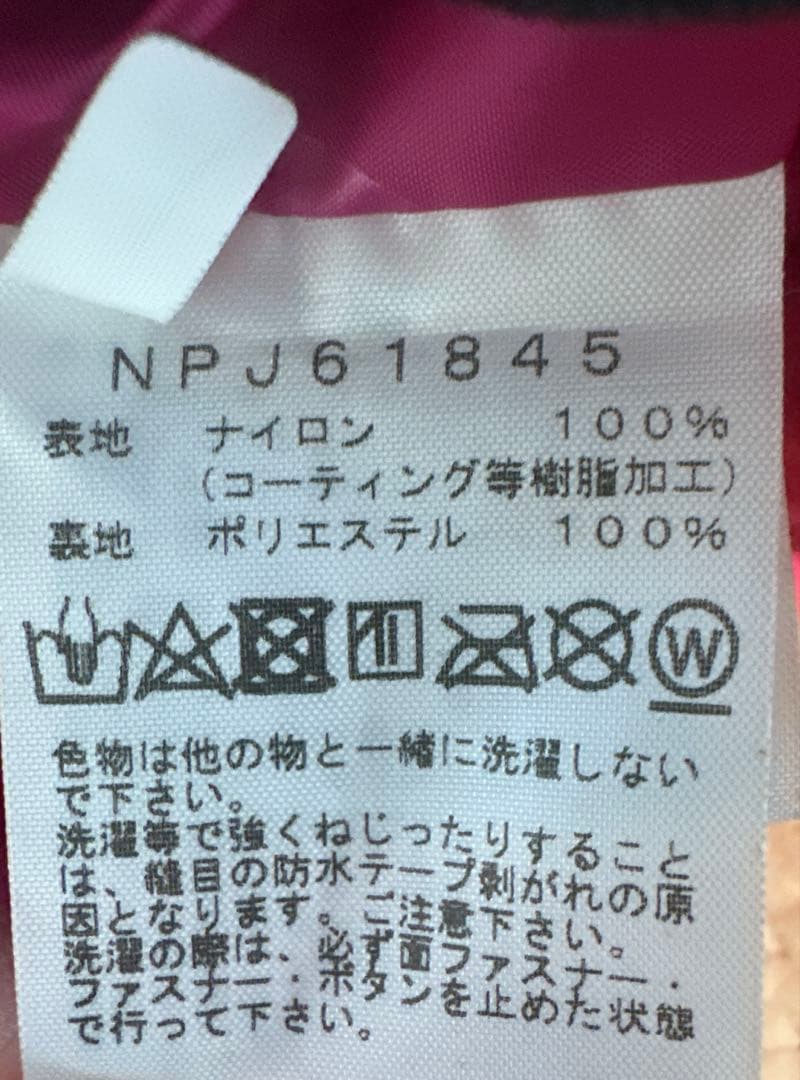 NPJ61845
表地 ナイロン 100%
(コーティング等樹脂加工)
裏地 ポリエステル 100%
W
色物は他の物と一緒に洗濯しない
で下さい。
洗濯等で強くねじったりすること
は、縫目の防水テープ剥がれの原
因となります。ご注意下さい。
洗濯の際は、必ず面ファスナー・
ファスナー・ボタンを止めた状態
で行って下さい。